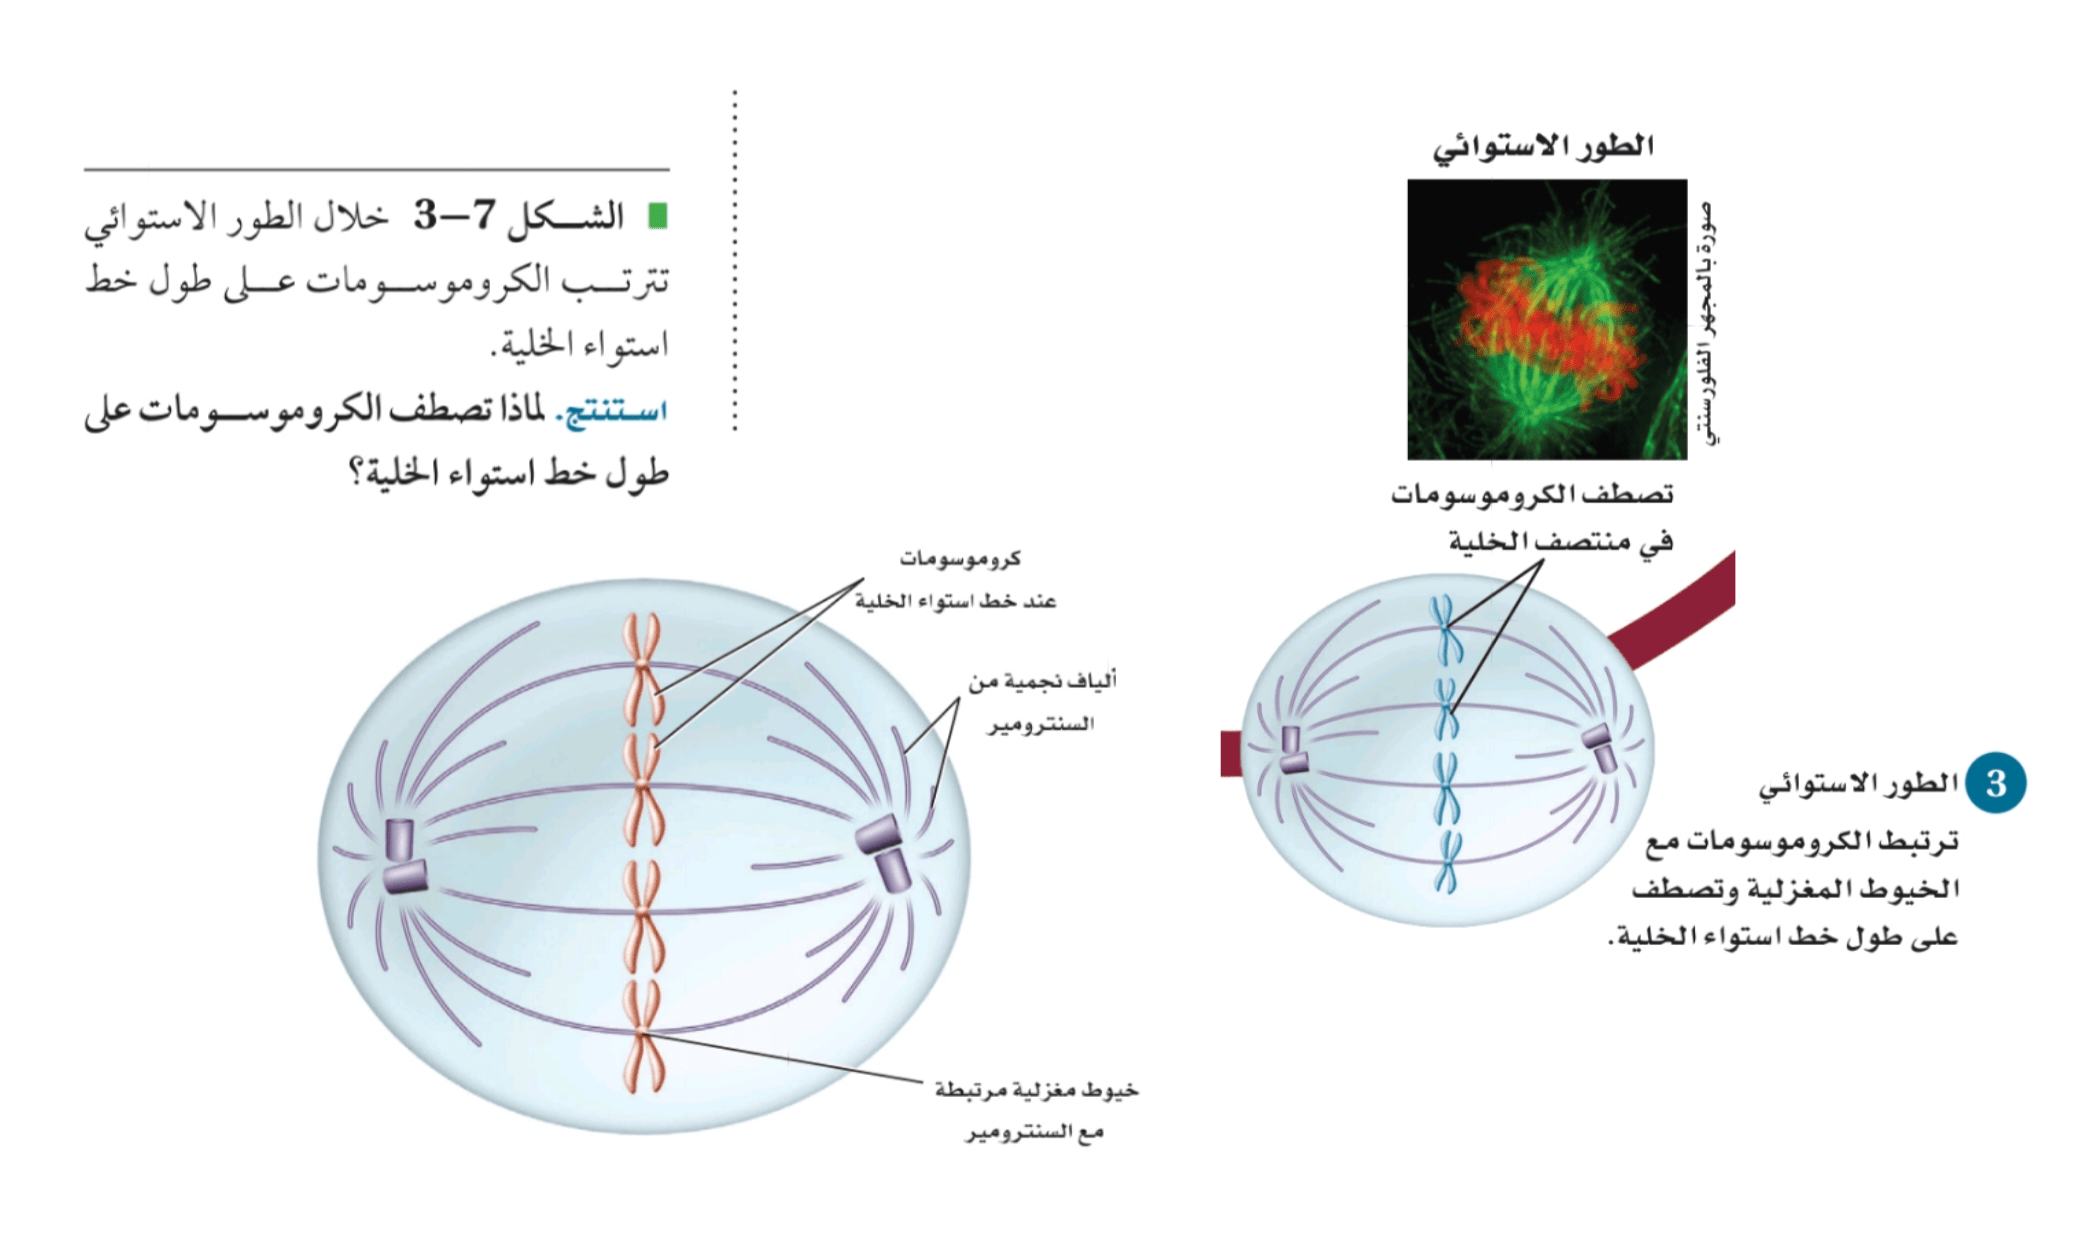 الطور الاستوائي
صورة بالمجهر الفلورسنتي
تصطف الكروموسومات
في منتصف الخلية
3 الطور الاستوائي
ترتبط الكروموسومات مع
الخيوط المغزلية وتصطف
على طول خط استواء الخلية.
الشكل 7–3 خلال الطور الاستوائي
تترتب الكروموسومات على طول خط
استواء الخلية.
استنتج. لماذا تصطف الكروموسومات على
طول خط استواء الخلية؟
كروموسومات
عند خط استواء الخلية
ألياف نجمية من
السنترومير
خيوط مغزلية مرتبطة
مع السنترومير